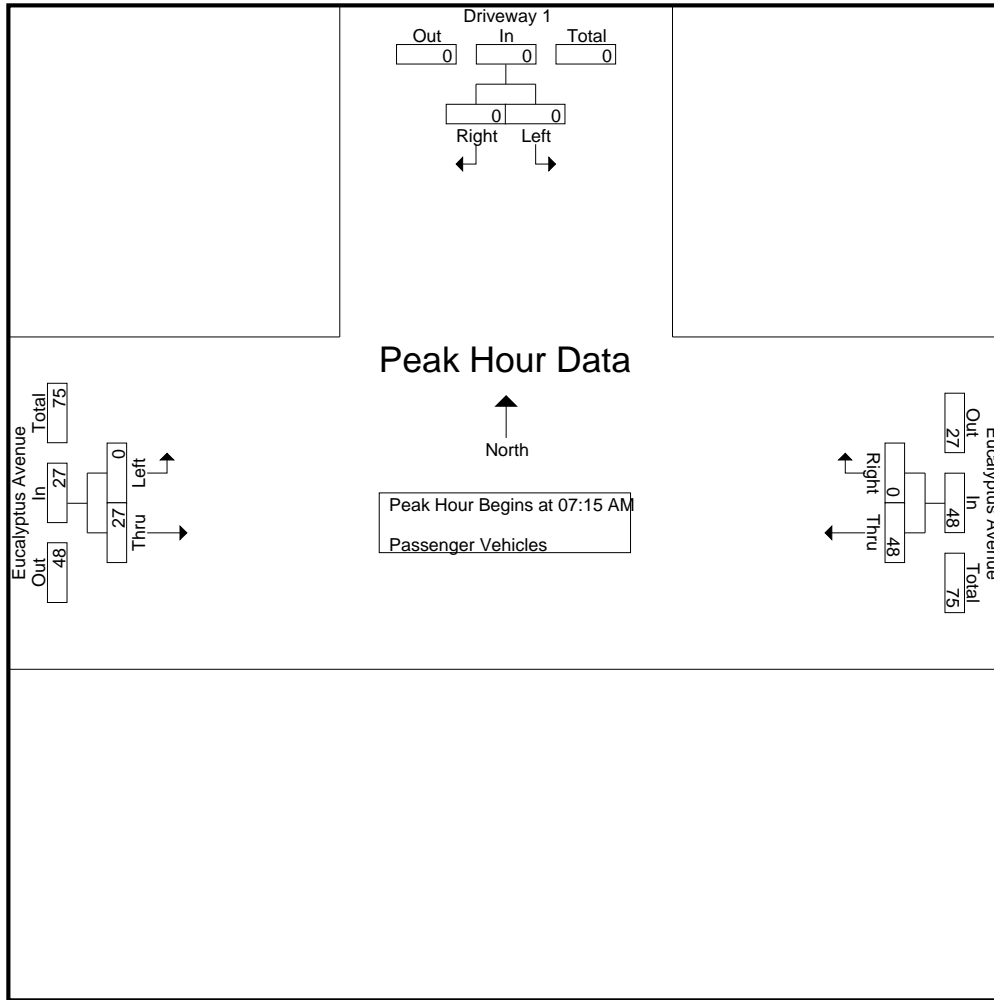 Driveway 1
Out In Total
0 0 0
0 0
Right Left
Peak Hour Data
North
Peak Hour Begins at 07:15 AM
Passenger Vehicles
Eucalyptus Avenue
Out In Total
48 27 75
27 0
Thru Left
Eucalyptus Avenue
Out In Total
27 48 75
0 48
Right Thru